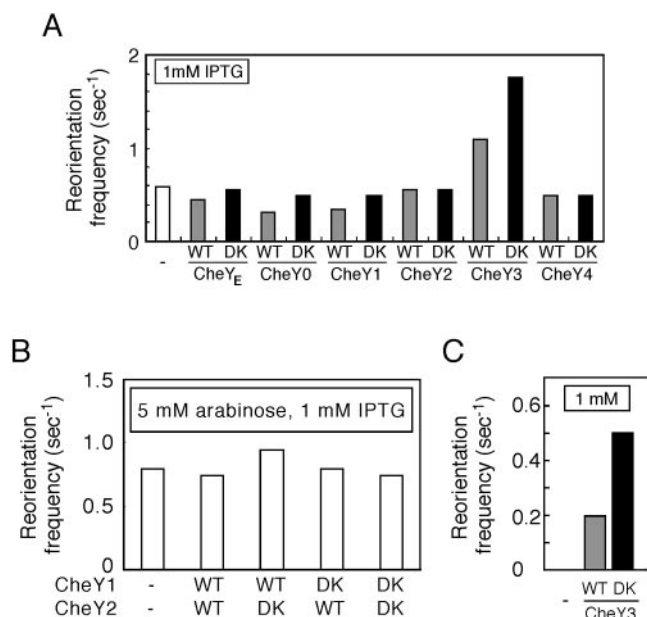 A
Reorientation
frequency (sec-1)
2
1
0
1mM IPTG
- WT DK WT DK WT DK WT DK WT DK WT DK
CheYE CheY0 CheY1 CheY2 CheY3 CheY4
B
Reorientation
frequency (sec-1)
1.5
1.0
0.5
0
5 mM arabinose, 1 mM IPTG
CheY1 - WT WT DK DK
CheY2 - WT DK WT DK
C
Reorientation
frequency (sec-1)
0.6
0.4
0.2
0
1 mM
- WT DK
CheY3